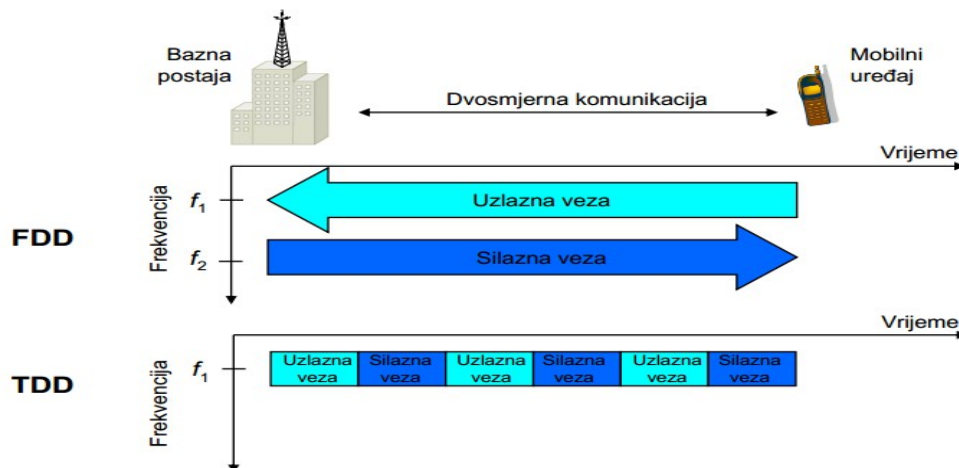 Bazna
postaja
Mobilni
uređaj
Dvosmjerna komunikacija
Vrijeme
FDD
Frekvencija
f1
Uzlazna veza
f2
Silazna veza
Vrijeme
TDD
Frekvencija
f1
Uzlazna
veza
Silazna
veza
Uzlazna
veza
Silazna
veza
Uzlazna
veza
Silazna
veza